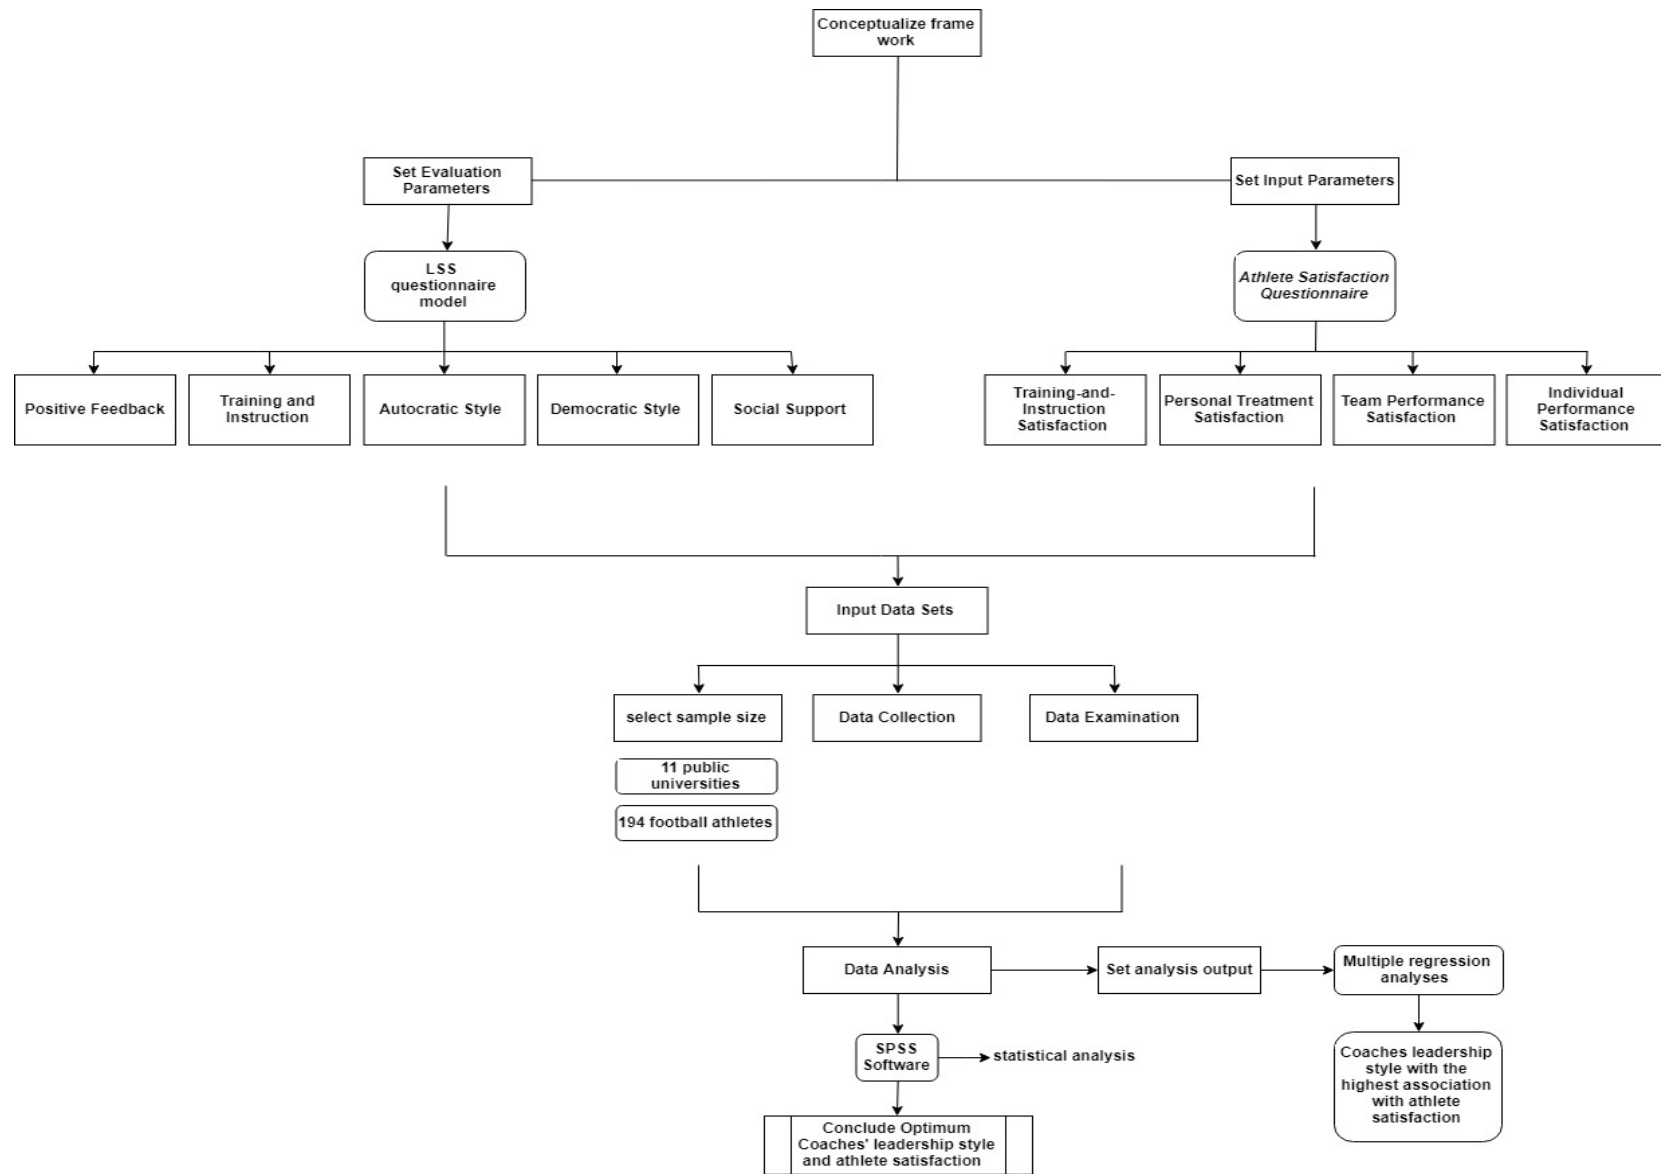 Conceptualize frame
work
Set Evaluation
Parameters
Set Input Parameters
LSS
questionnaire
model
Athlete Satisfaction
Questionnaire
Positive Feedback
Training and
Instruction
Autocratic Style
Democratic Style
Social Support
Training-and-
Instruction
Satisfaction
Personal Treatment
Satisfaction
Team Performance
Satisfaction
Individual
Performance
Satisfaction
Input Data Sets
select sample size
Data Collection
Data Examination
11 public
universities
194 football athletes
Data Analysis
Set analysis output
Multiple regression
analyses
SPSS
Software
statistical analysis
Coaches leadership
style with the
highest association
with athlete
satisfaction
Conclude Optimum
Coaches' leadership style
and athlete satisfaction